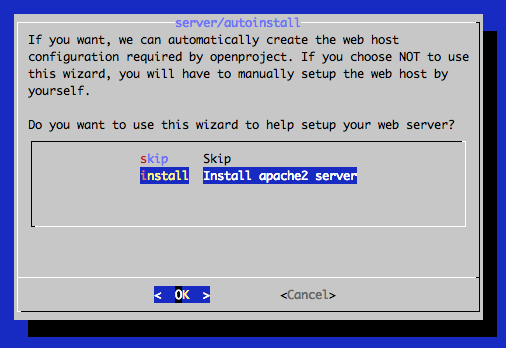 server/autoinstall
If you want, we can automatically create the web host
configuration required by openproject. If you choose NOT to use
this wizard, you will have to manually setup the web host by
yourself.
Do you want to use this wizard to help setup your web server?
skip Skip
install Install apache2 server
< OK > <Cancel>